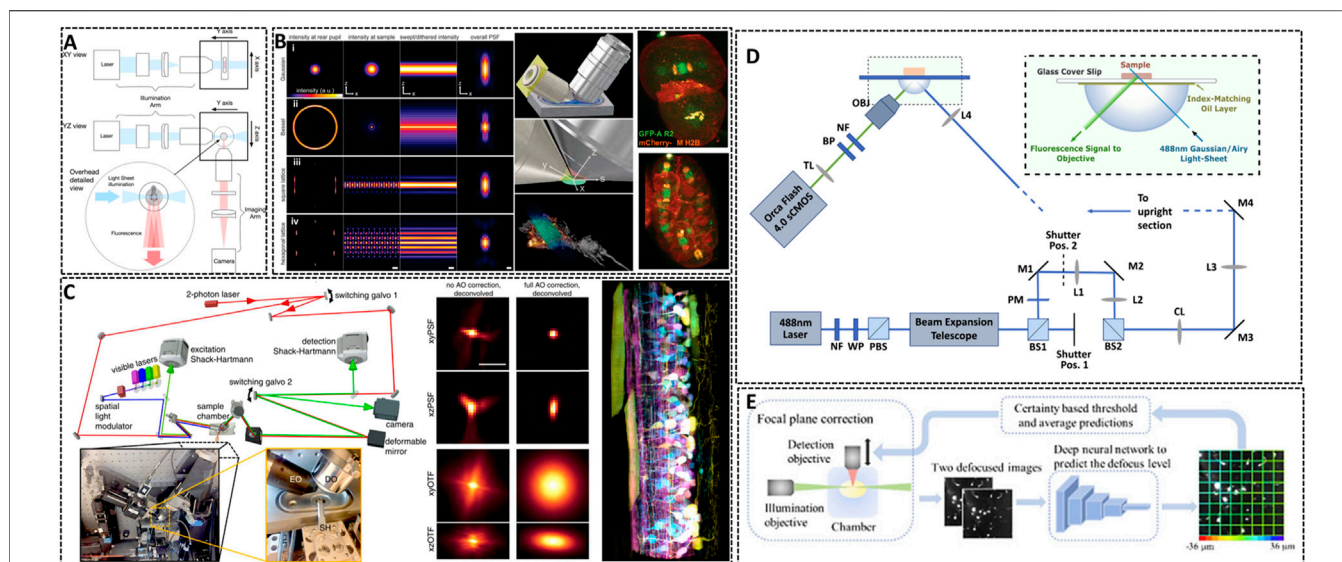 A
XY view
Laser
Y axis
X axis
Illumination
Arm
Y axis
YZ view
Laser
Z axis
Overhead
detailed
view
Light Sheet
illumination
Fluorescence
Imaging
Arm
Camera
B
intensity at rear pupil
intensity at sample
swept/dithered intensity
overall PSF
i
Gaussian
intensity (a.u.)
z
x
z
x
z
x
ii
Bessel
iii
square lattice
iv
hexagonal lattice
Y
Z
S
X
GFP-A R2
mCherry- M H2B
C
2-photon laser
switching galvo 1
excitation
Shack-Hartmann
detection
Shack-Hartmann
visible lasers
switching galvo 2
spatial
light
modulator
sample
chamber
camera
deformable
mirror
EO
DO
SH
no AO correction,
deconvolved
full AO correction,
deconvolved
xyPSF
xzPSF
xyOTF
xzOTF
D
Sample
Glass Cover Slip
Index-Matching
Oil Layer
Fluorescence Signal to
Objective
488nm Gaussian/Airy
Light-Sheet
OBJ
NF
BP
TL
L4
Orca Flash
4.0 sCMOS
To
upright
section
M4
Shutter
Pos. 2
M1
M2
L1
L3
PM
L2
488nm
Laser
Beam Expansion
Telescope
CL
NF
WP
PBS
BS1
BS2
M3
Shutter
Pos. 1
E
Focal plane correction
Detection
objective
Illumination
objective
Chamber
Two defocused images
Certainty based threshold
and average predictions
Deep neural network to
predict the defocus level
-36 μm
36 μm